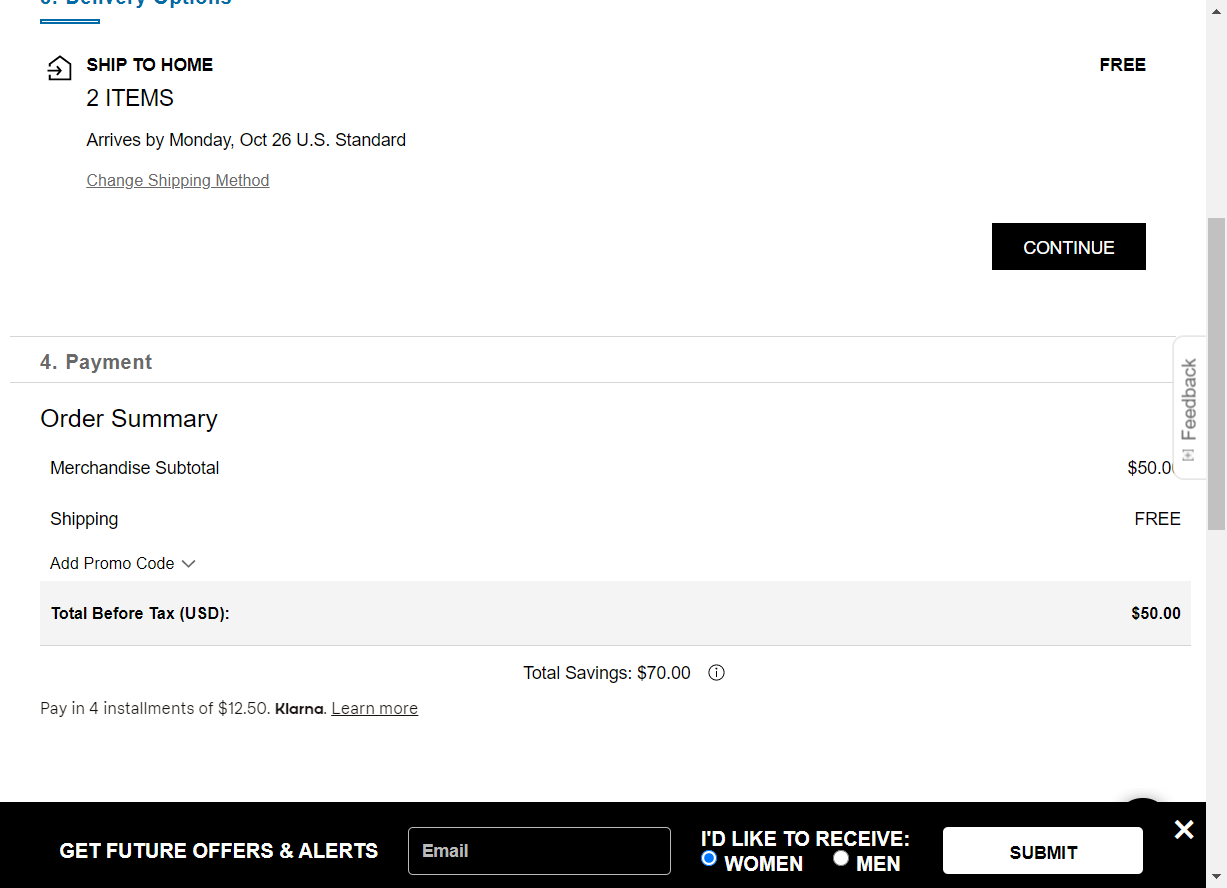 3. Delivery Options
SHIP TO HOME
FREE
2 ITEMS
Arrives by Monday, Oct 26 U.S. Standard
Change Shipping Method
CONTINUE
4. Payment
[+] Feedback
Order Summary
Merchandise Subtotal
$50.0
Shipping
FREE
Add Promo Code
Total Before Tax (USD):
$50.00
Total Savings: $70.00
Pay in 4 installments of $12.50. Klarna. Learn more
GET FUTURE OFFERS & ALERTS
Email
I'D LIKE TO RECEIVE:
WOMEN
MEN
SUBMIT